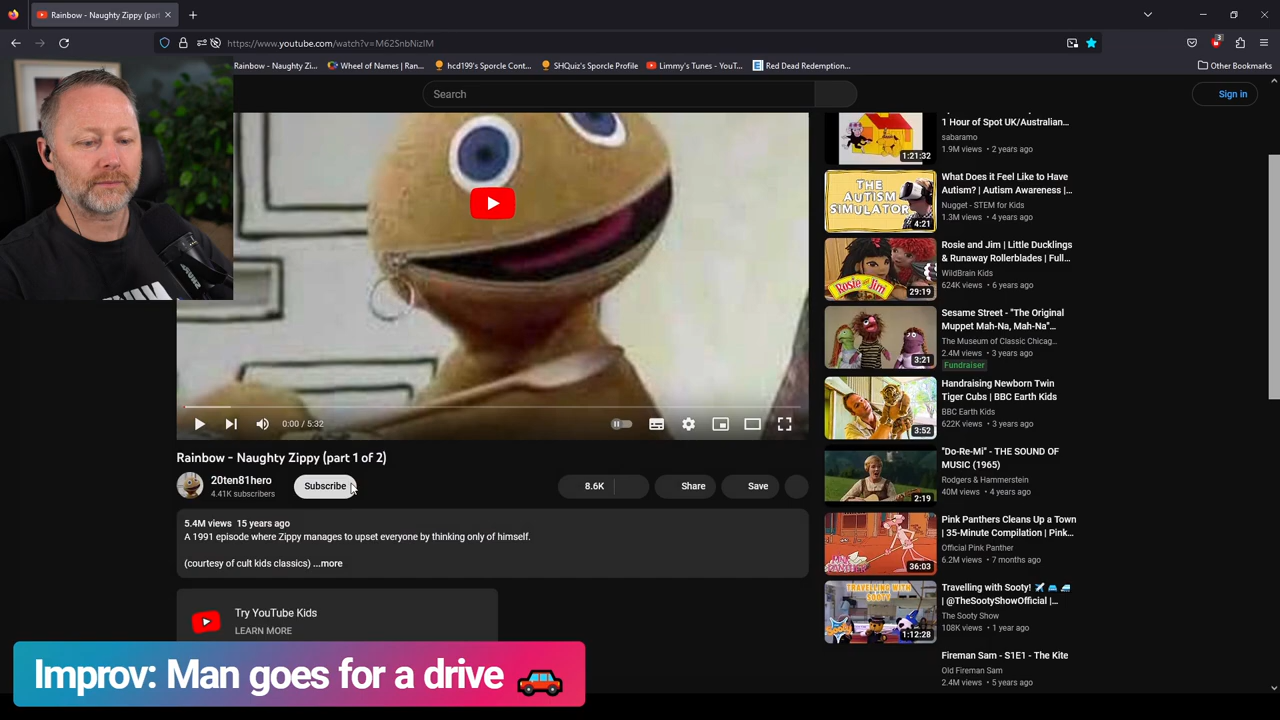 Rainbow - Naughty Zippy (part
https://www.youtube.com/watch?v=M62SnbNizIM
3
Rainbow - Naughty Zi...
Wheel of Names | Ran...
hcd199's Sporcle Cont...
SHQuiz's Sporcle Profile
Limmy's Tunes - YouT...
Red Dead Redemption...
Other Bookmarks
Search
Sign in
1 Hour of Spot UK/Australian...
sabaramo
1.9M views • 2 years ago
1:21:32
THE AUTISM SIMULATOR
4:21
What Does it Feel Like to Have Autism? | Autism Awareness |...
Nugget - STEM for Kids
1.3M views • 4 years ago
Rosie and Jim
29:19
Rosie and Jim | Little Ducklings & Runaway Rollerblades | Full...
WildBrain Kids
624K views • 6 years ago
3:21
Sesame Street - "The Original Muppet Mah-Na, Mah-Na"...
The Museum of Classic Chicag...
2.4M views • 3 years ago
Fundraiser
3:52
Handraising Newborn Twin Tiger Cubs | BBC Earth Kids
BBC Earth Kids
622K views • 3 years ago
2:19
"Do-Re-Mi" - THE SOUND OF MUSIC (1965)
Rodgers & Hammerstein
40M views • 4 years ago
36:03
Pink Panthers Cleans Up a Town | 35-Minute Compilation | Pink...
Official Pink Panther
6.2M views • 7 months ago
TRAVELLING WITH SOOTY
Sooty
1:12:28
Travelling with Sooty! ✈️ 🚘 🚐 | @TheSootyShowOfficial |...
The Sooty Show
108K views • 1 year ago
Fireman Sam - S1E1 - The Kite
Old Fireman Sam
2.4M views • 5 years ago
0:00 / 5:32
Rainbow - Naughty Zippy (part 1 of 2)
20ten81hero
4.41K subscribers
Subscribe
8.6K
Share
Save
5.4M views 15 years ago
A 1991 episode where Zippy manages to upset everyone by thinking only of himself.
(courtesy of cult kids classics) ...more
Try YouTube Kids
LEARN MORE
Improv: Man goes for a drive 🚗